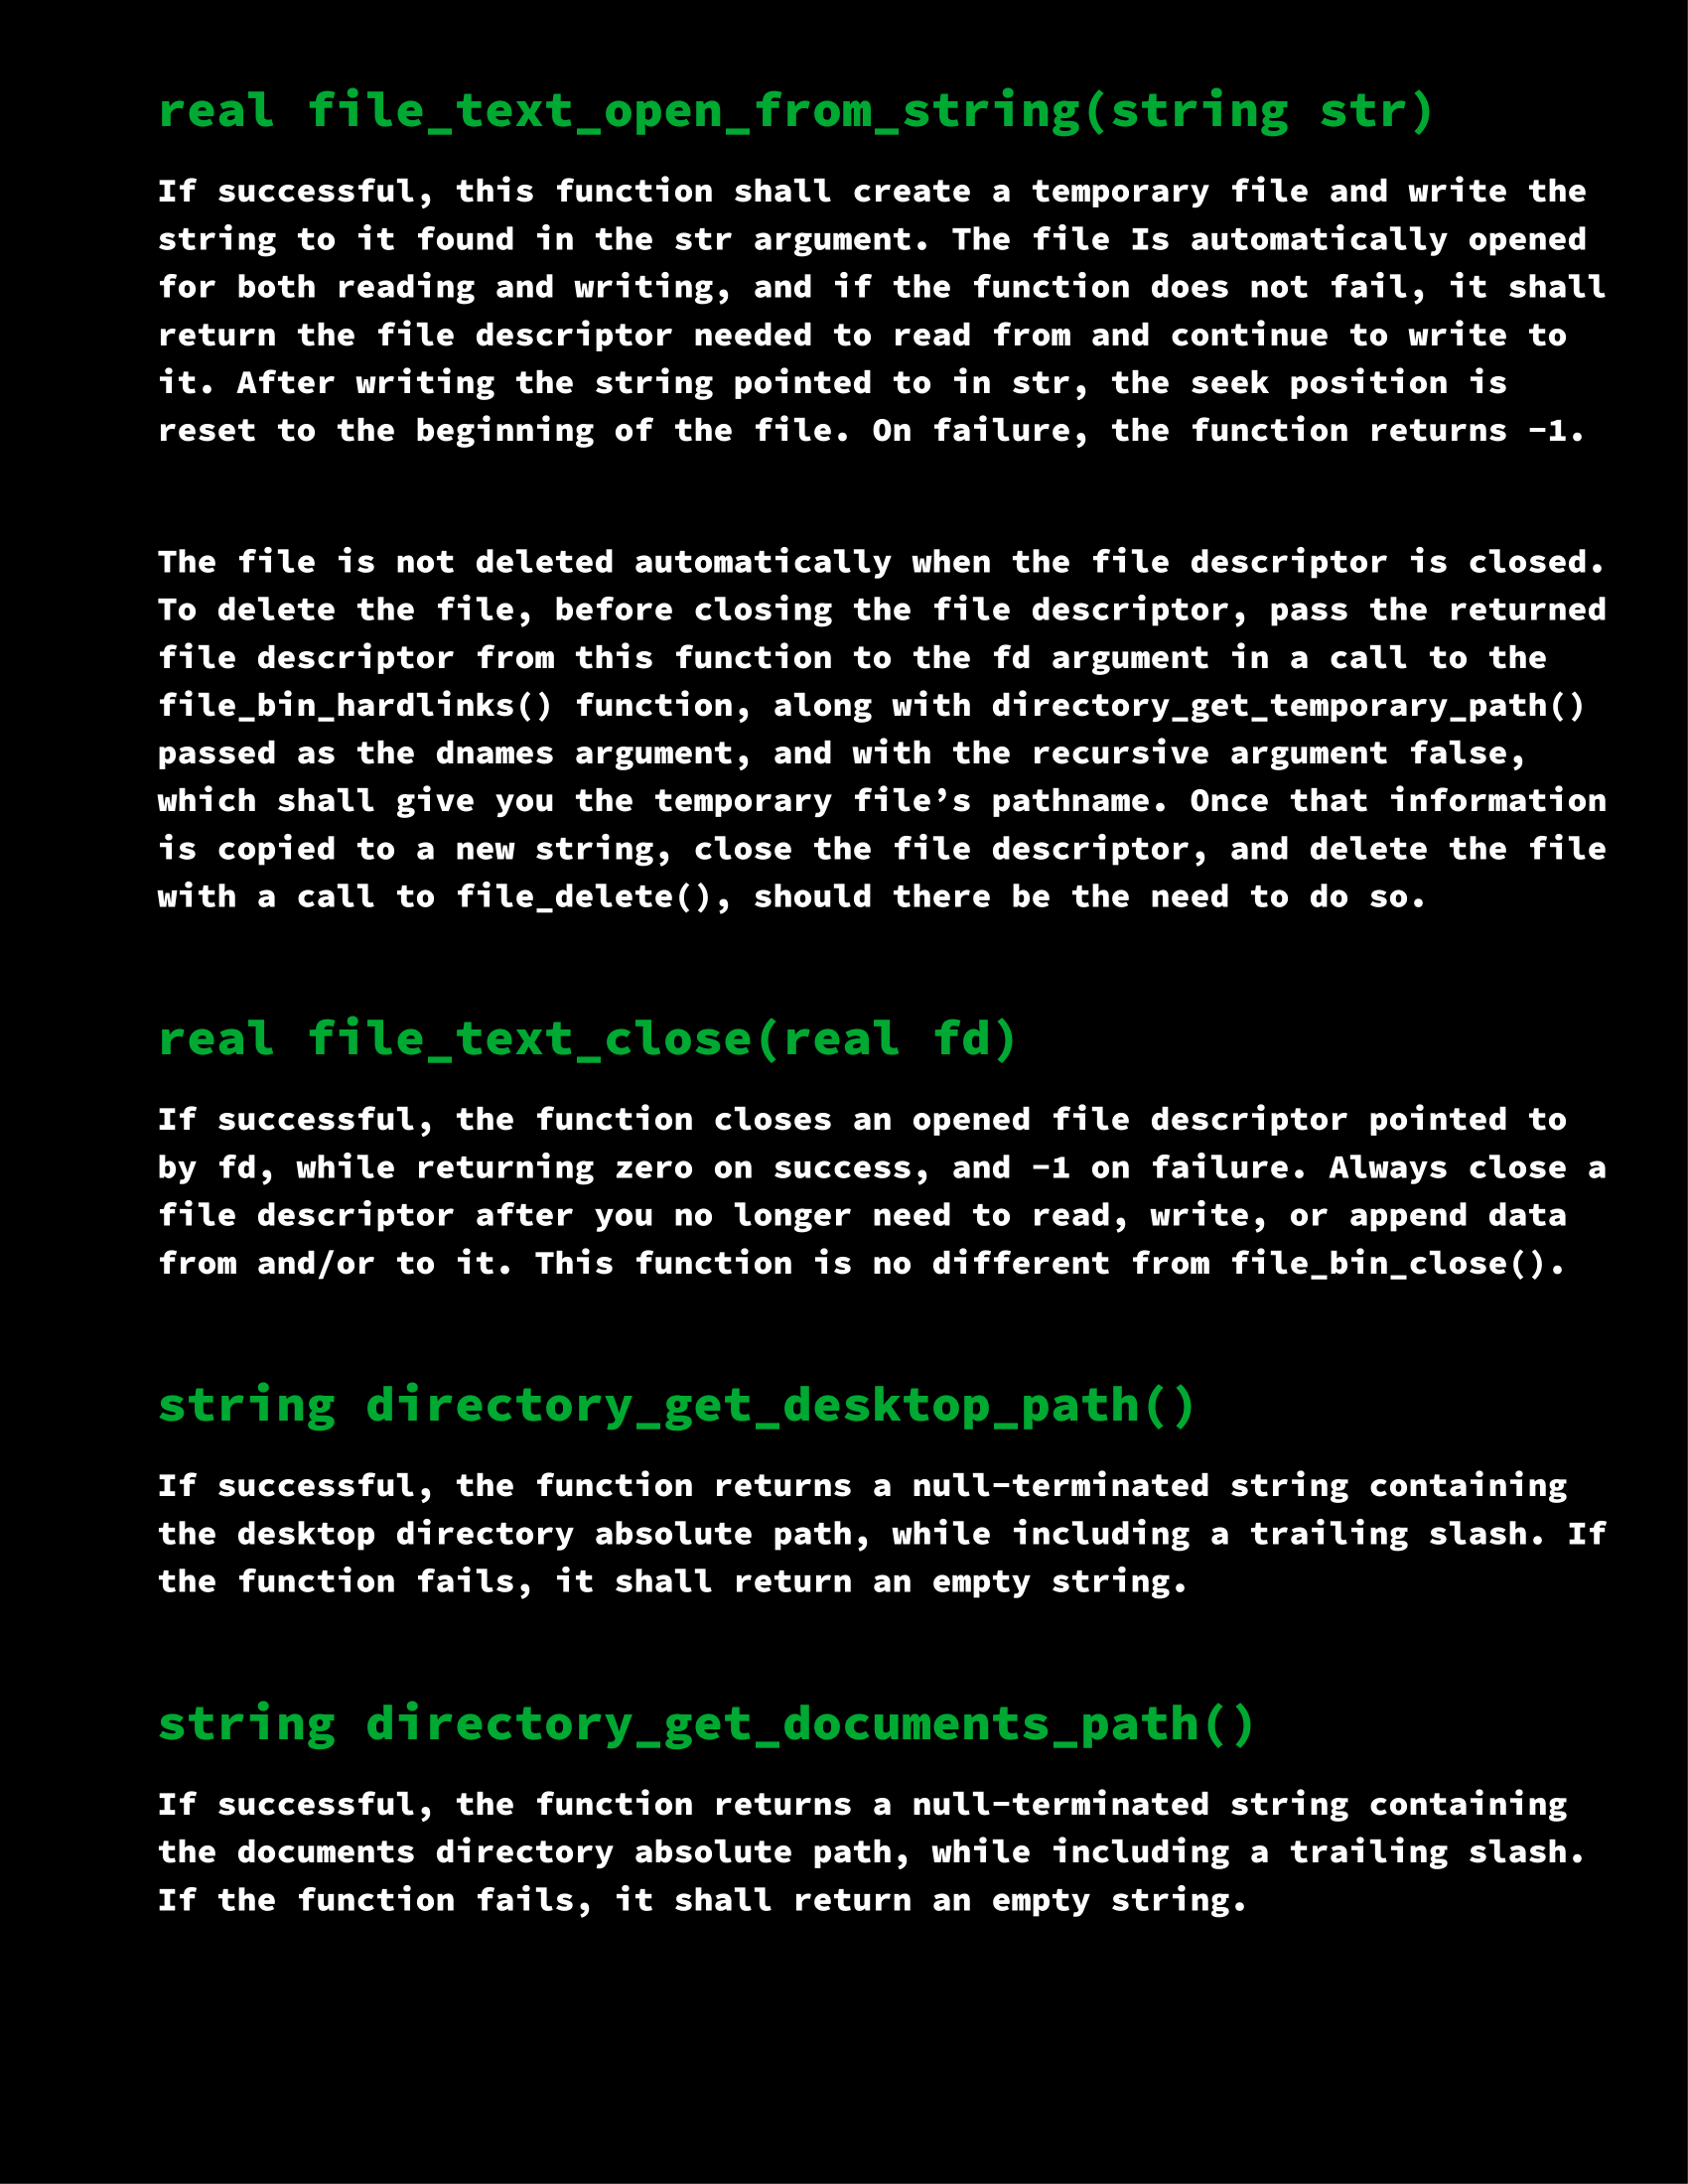 real file_text_open_from_string(string str)
If successful, this function shall create a temporary file and write the
string to it found in the str argument. The file Is automatically opened
for both reading and writing, and if the function does not fail, it shall
return the file descriptor needed to read from and continue to write to
it. After writing the string pointed to in str, the seek position is
reset to the beginning of the file. On failure, the function returns -1.
The file is not deleted automatically when the file descriptor is closed.
To delete the file, before closing the file descriptor, pass the returned
file descriptor from this function to the fd argument in a call to the
file_bin_hardlinks() function, along with directory_get_temporary_path()
passed as the dnames argument, and with the recursive argument false,
which shall give you the temporary file’s pathname. Once that information
is copied to a new string, close the file descriptor, and delete the file
with a call to file_delete(), should there be the need to do so.
real file_text_close(real fd)
If successful, the function closes an opened file descriptor pointed to
by fd, while returning zero on success, and -1 on failure. Always close a
file descriptor after you no longer need to read, write, or append data
from and/or to it. This function is no different from file_bin_close().
string directory_get_desktop_path()
If successful, the function returns a null-terminated string containing
the desktop directory absolute path, while including a trailing slash. If
the function fails, it shall return an empty string.
string directory_get_documents_path()
If successful, the function returns a null-terminated string containing
the documents directory absolute path, while including a trailing slash.
If the function fails, it shall return an empty string.